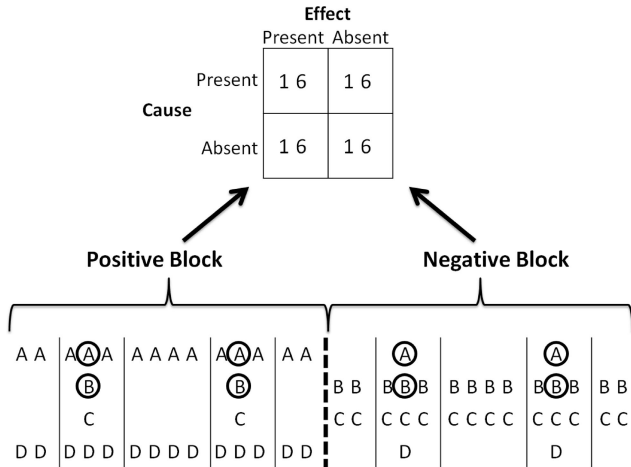 Effect
Present Absent
Present 1 6 1 6
Cause
Absent 1 6 1 6
Positive Block Negative Block
A A A A A A A A A A A A A A A A A
B B B B B B B B B B B B B B B B
C C C C C C C C C C C C C C C C
D D D D D D D D D D D D D D D D